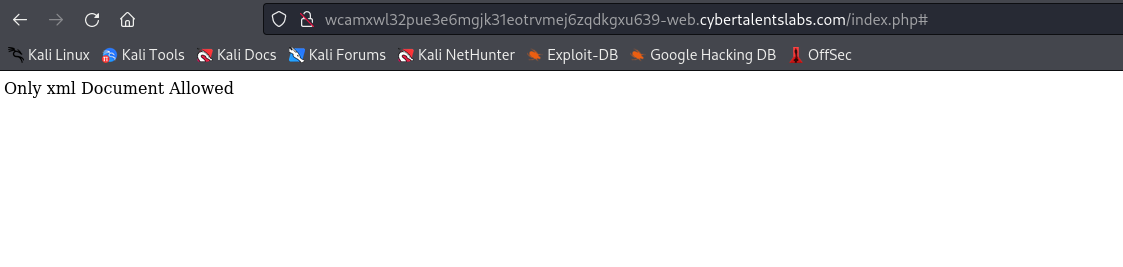 wcamxwl32pue3e6mgjk31eotrvmej6zqdkgxu639-web.cybertalentslabs.com/index.php#
Kali Linux Kali Tools Kali Docs Kali Forums Kali NetHunter Exploit-DB Google Hacking DB OffSec
Only xml Document Allowed